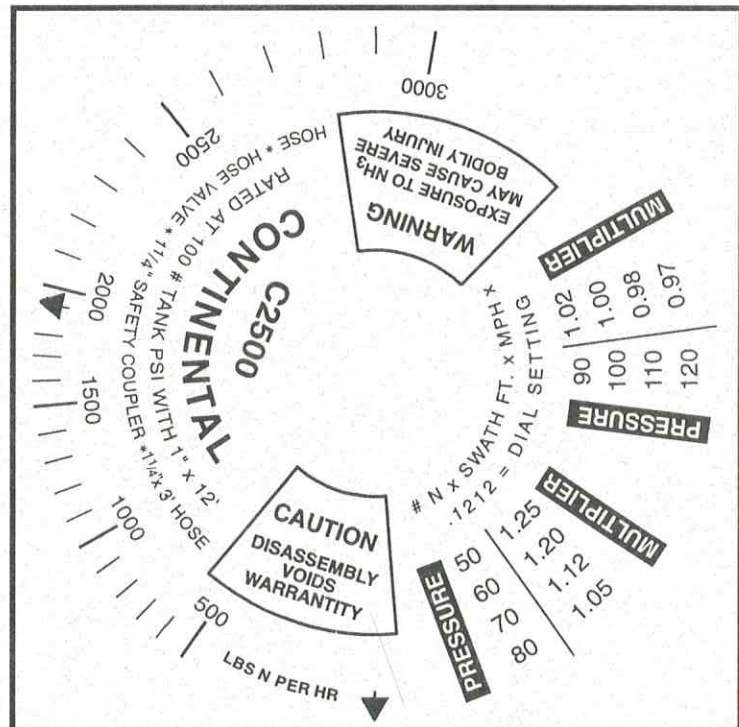 LBS N PER HR
500
1000
1500
2000
2500
3000
HOSE * HOSE VALVE * 1 1/4" SAFETY COUPLER *1 1/4"x 3' HOSE
RATED AT 100 # TANK PSI WITH 1" x 12'
CONTINENTAL
C2500
WARNING
EXPOSURE TO NH3
MAY CAUSE SEVERE
BODILY INJURY
CAUTION
DISASSEMBLY
VOIDS
WARRANTITY
# N x SWATH FT. x MPH x
.1212 = DIAL SETTING
PRESSURE MULTIPLIER
50 1.25
60 1.20
70 1.12
80 1.05
PRESSURE MULTIPLIER
90 1.02
100 1.00
110 0.98
120 0.97